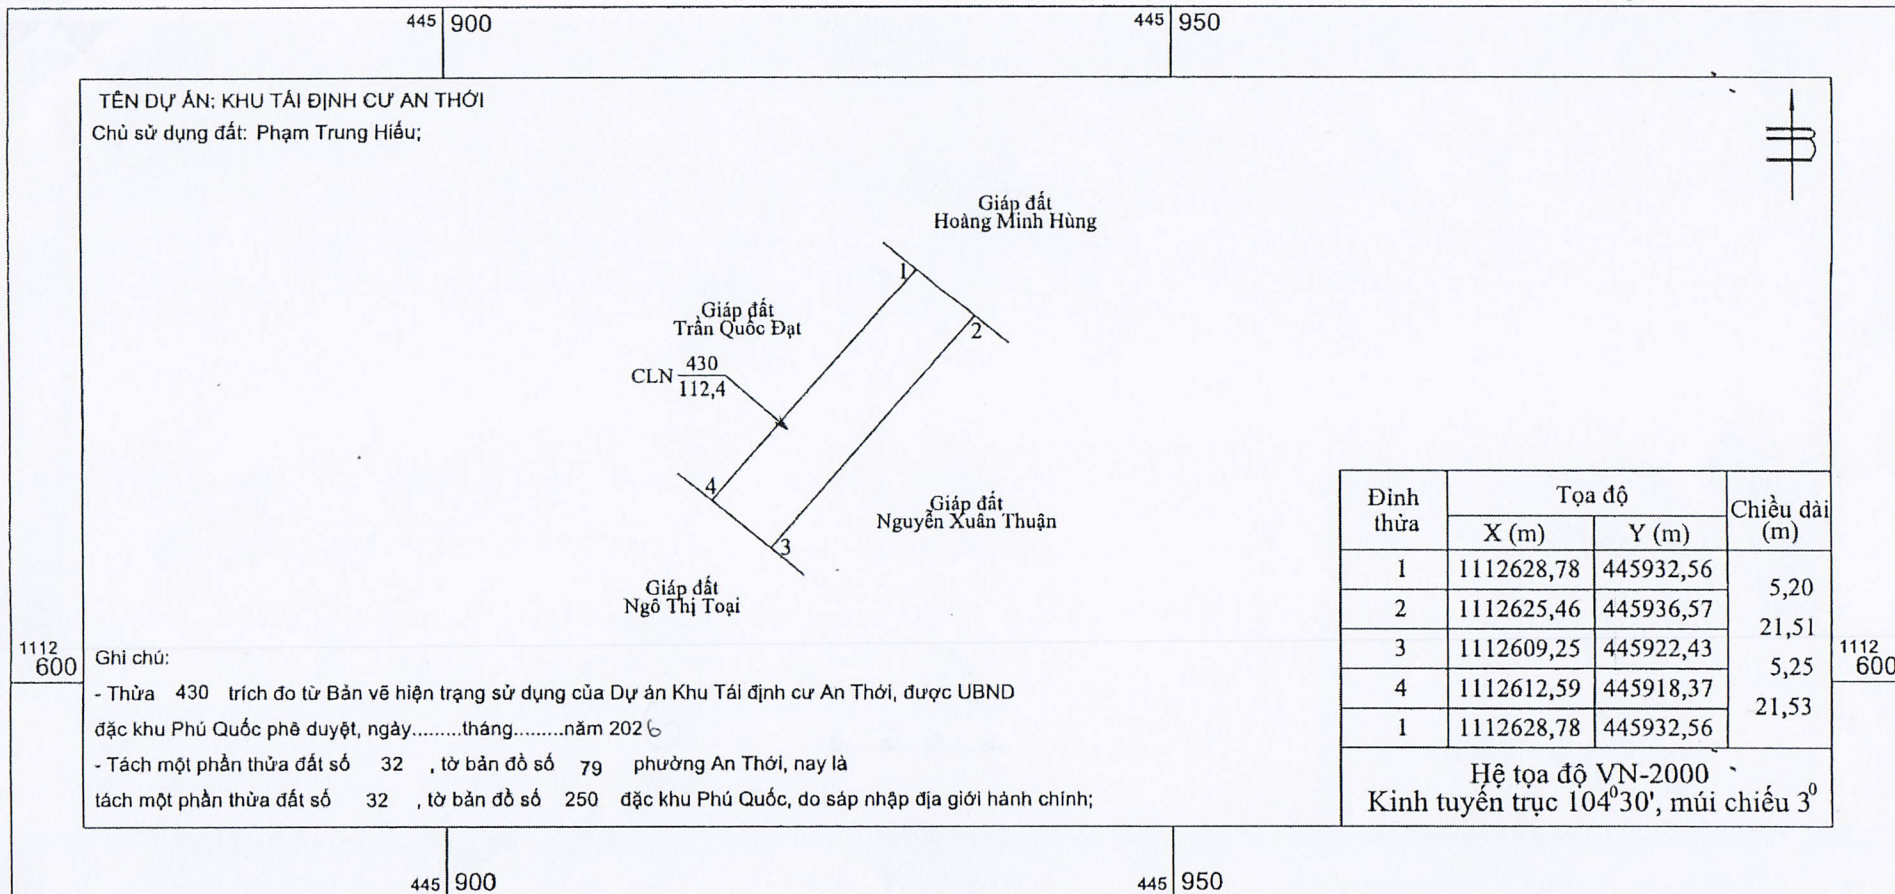 445 900
445 950
TÊN DỰ ÁN: KHU TÁI ĐỊNH CƯ AN THỚI
Chủ sử dụng đất: Phạm Trung Hiếu;
B
Giáp đất
Hoàng Minh Hùng
1
2
Giáp đất
Trần Quốc Đạt
CLN 430
112,4
4
3
Giáp đất
Nguyễn Xuân Thuận
Giáp đất
Ngô Thị Toại
Đỉnh thửa Tọa độ Chiều dài (m)
X (m) Y (m)
1 1112628,78 445932,56
5,20
2 1112625,46 445936,57
21,51
3 1112609,25 445922,43
5,25
4 1112612,59 445918,37
21,53
1 1112628,78 445932,56
Hệ tọa độ VN-2000
Kinh tuyến trục 104⁰30', múi chiếu 3⁰
1112
600
1112
600
Ghi chú:
- Thửa 430 trích đo từ Bản vẽ hiện trạng sử dụng của Dự án Khu Tái định cư An Thới, được UBND
đặc khu Phú Quốc phê duyệt, ngày.........tháng.........năm 2026
- Tách một phần thửa đất số 32 , tờ bản đồ số 79 phường An Thới, nay là
tách một phần thửa đất số 32 , tờ bản đồ số 250 đặc khu Phú Quốc, do sáp nhập địa giới hành chính;
445 900
445 950